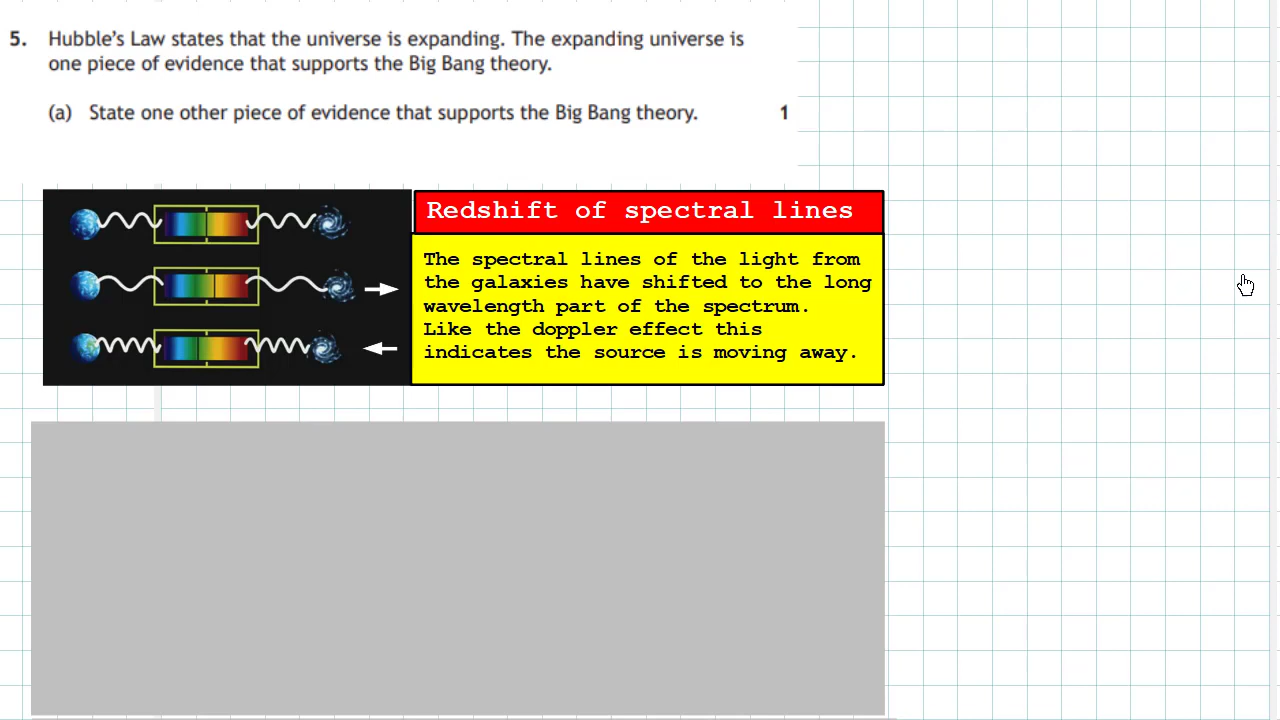 5. Hubble's Law states that the universe is expanding. The expanding universe is
one piece of evidence that supports the Big Bang theory.
(a) State one other piece of evidence that supports the Big Bang theory. 1
Redshift of spectral lines
The spectral lines of the light from
the galaxies have shifted to the long
wavelength part of the spectrum.
Like the doppler effect this
indicates the source is moving away.